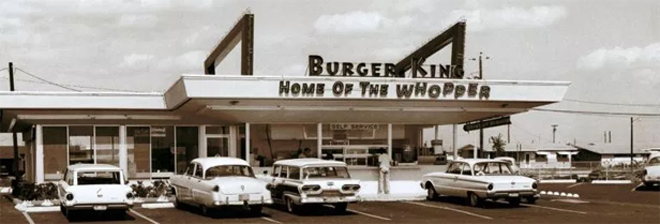 BURGER KING
HOME OF THE WHOPPER
SELF SERVICE